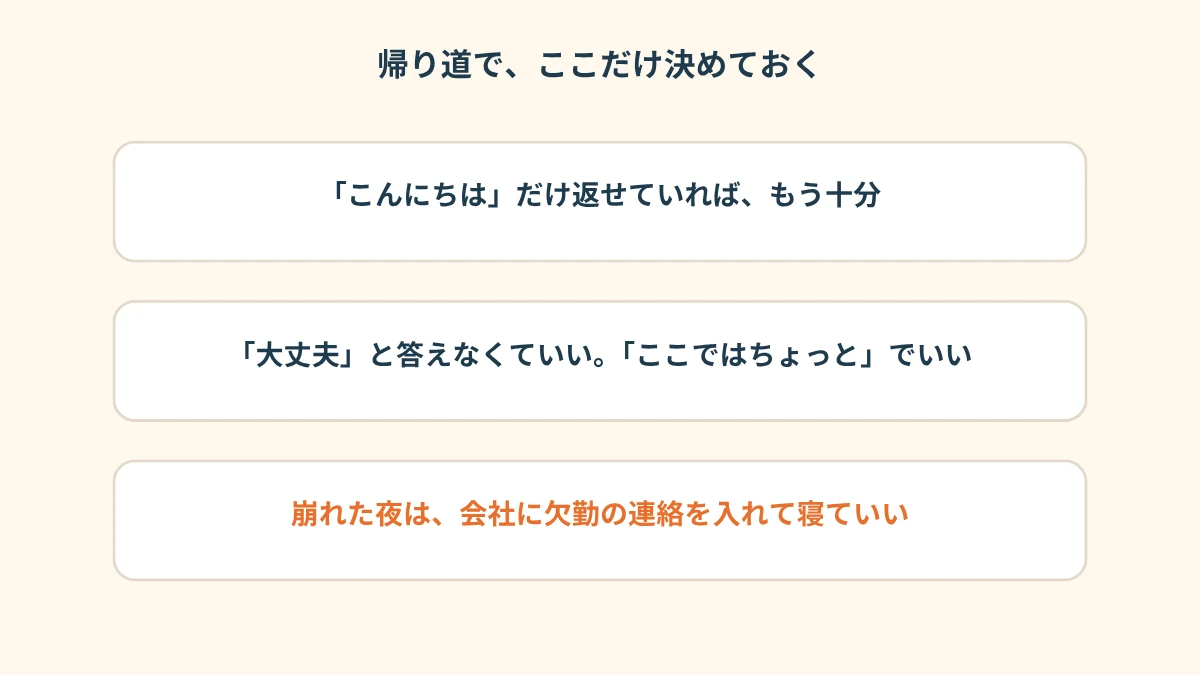 帰り道で、ここだけ決めておく
「こんにちは」だけ返せていれば、もう十分
「大丈夫」と答えなくていい。「ここではちょっと」でいい
崩れた夜は、会社に欠勤の連絡を入れて寝ていい